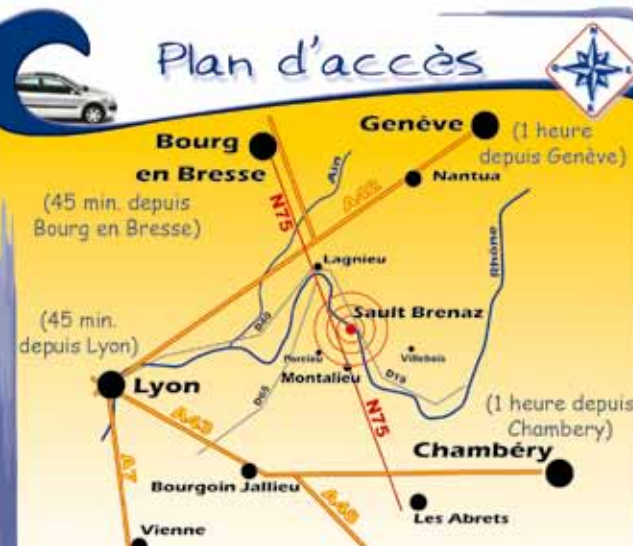 Plan d'accès
N
O
E
S
Genève
(1 heure
depuis Genève)
Bourg
en Bresse
Ain
A42
Nantua
(45 min. depuis
Bourg en Bresse)
N75
Rhône
Lagnieu
Sault Brenaz
(45 min.
depuis Lyon)
Porcieu
Villebois
Montalieu
D65
Lyon
N75
(1 heure depuis
Chambery)
A43
Chambéry
A7
Bourgoin Jallieu
Les Abrets
Vienne